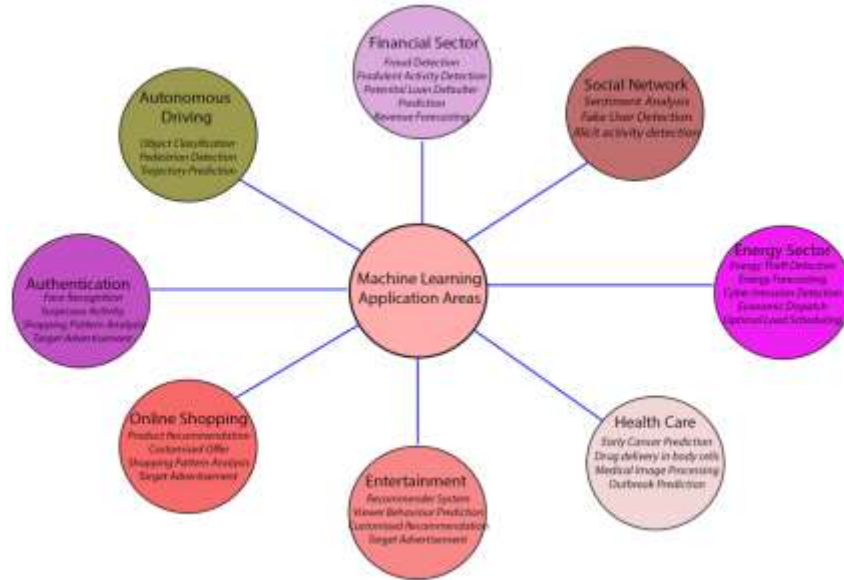 Financial Sector
Fraud Detection
Fradulent Activity Detection
Potential Loan Defaulter
Prediction
Revenue Forecasting
Social Network
Sentiment Analysis
Fake User Detection
Illicit activity detection
Autonomous
Driving
Object Classification
Pedestrian Detection
Trajectory Prediction
Energy Sector
Energy Theft Detection
Energy Forecasting
Cyber Intrusion Detection
Economic Dispatch
Optimal Load Scheduling
Machine Learning
Application Areas
Authentication
Face Recognition
Suspicous Activity
Shopping Pattern Analysis
Target Advertisement
Online Shopping
Product Recommendation
Customised Offer
Shopping Pattern Analysis
Target Advertisement
Health Care
Early Cancer Prediction
Drug delivery in body cells
Medical Image Processing
Outbreak Prediction
Entertainment
Recommender System
Viewer Behaviour Prediction
Customised Recommendation
Target Advertisement